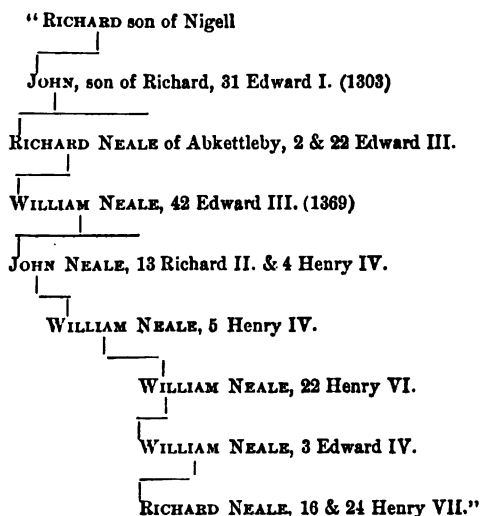 “ RICHARD son of Nigell
JOHN, son of Richard, 31 Edward I. (1303)
RICHARD NEALE of Abkettleby, 2 & 22 Edward III.
WILLIAM NEALE, 42 Edward III. (1369)
JOHN NEALE, 13 Richard II. & 4 Henry IV.
WILLIAM NEALE, 5 Henry IV.
WILLIAM NEALE, 22 Henry VI.
WILLIAM NEALE, 3 Edward IV.
RICHARD NEALE, 16 & 24 Henry VII.”